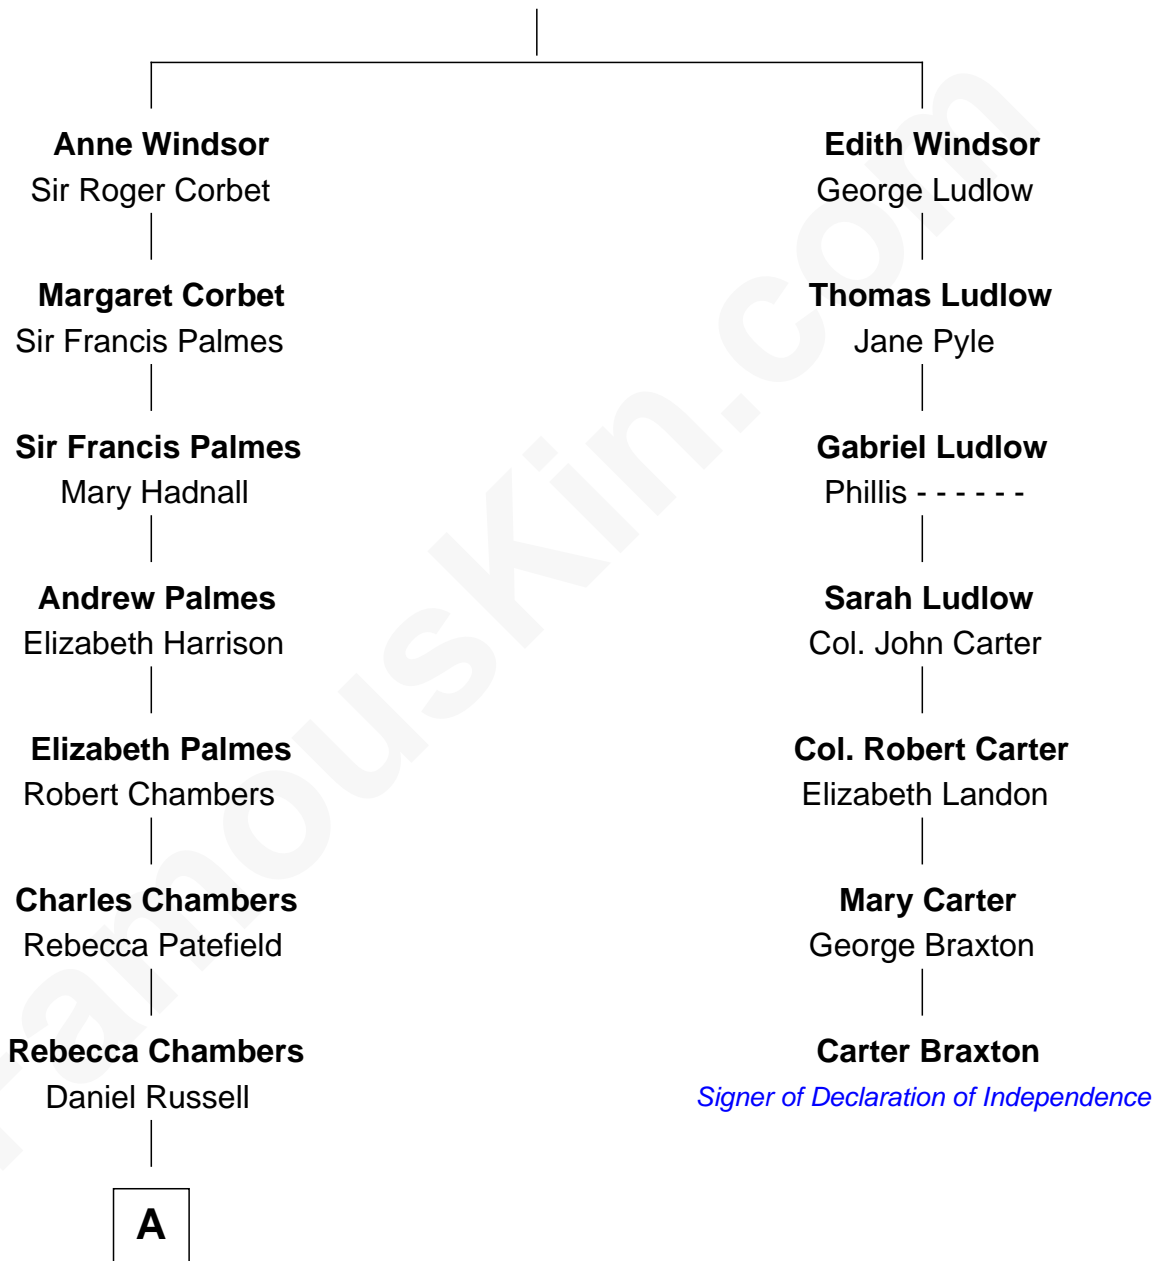 Anne Windsor
Sir Roger Corbet
Margaret Corbet
Sir Francis Palmes
Sir Francis Palmes
Mary Hadnall
Andrew Palmes
Elizabeth Harrison
Elizabeth Palmes
Robert Chambers
Charles Chambers
Rebecca Patefield
Rebecca Chambers
Daniel Russell
A
Edith Windsor
George Ludlow
Thomas Ludlow
Jane Pyle
Gabriel Ludlow
Phillis - - - - - -
Sarah Ludlow
Col. John Carter
Col. Robert Carter
Elizabeth Landon
Mary Carter
George Braxton
Carter Braxton
Signer of Declaration of Independence
FamousKin.com